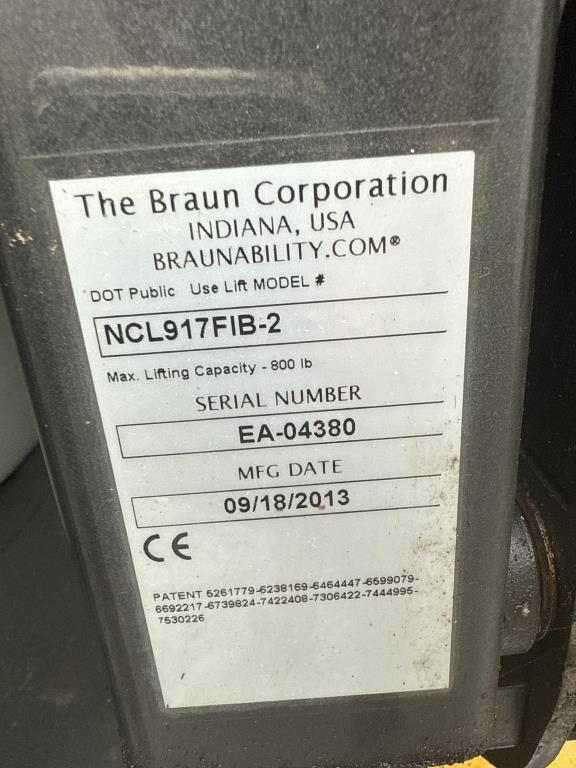 The Braun Corporation
INDIANA, USA
BRAUNABILITY.COM®
DOT Public Use Lift MODEL #
NCL917FIB-2
Max. Lifting Capacity - 800 lb
SERIAL NUMBER
EA-04380
MFG DATE
09/18/2013
CE
PATENT 5261779-6238169-6464447-6599079-
6692217-6739824-7422408-7306422-7444995-
7530226